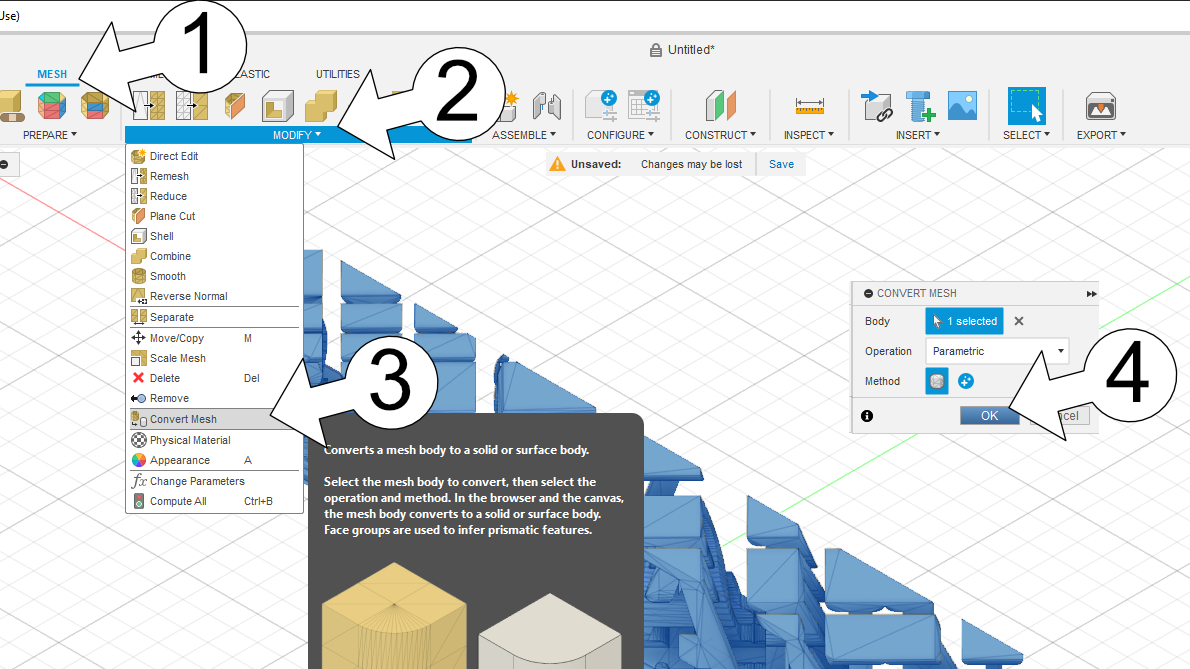 Use)
1
Untitled*
MESH
LASTIC
UTILITIES
2
PREPARE
MODIFY
ASSEMBLE
CONFIGURE
CONSTRUCT
INSPECT
INSERT
SELECT
EXPORT
Unsaved: Changes may be lost Save
Direct Edit
Remesh
Reduce
Plane Cut
Shell
Combine
Smooth
Reverse Normal
Separate
Move/Copy M
Scale Mesh
Delete Del
Remove
Convert Mesh
Physical Material
Appearance A
Change Parameters
Compute All Ctrl+B
3
Converts a mesh body to a solid or surface body.
Select the mesh body to convert, then select the
operation and method. In the browser and the canvas,
the mesh body converts to a solid or surface body.
Face groups are used to infer prismatic features.
CONVERT MESH
Body 1 selected
Operation Parametric
Method
4
OK
cel